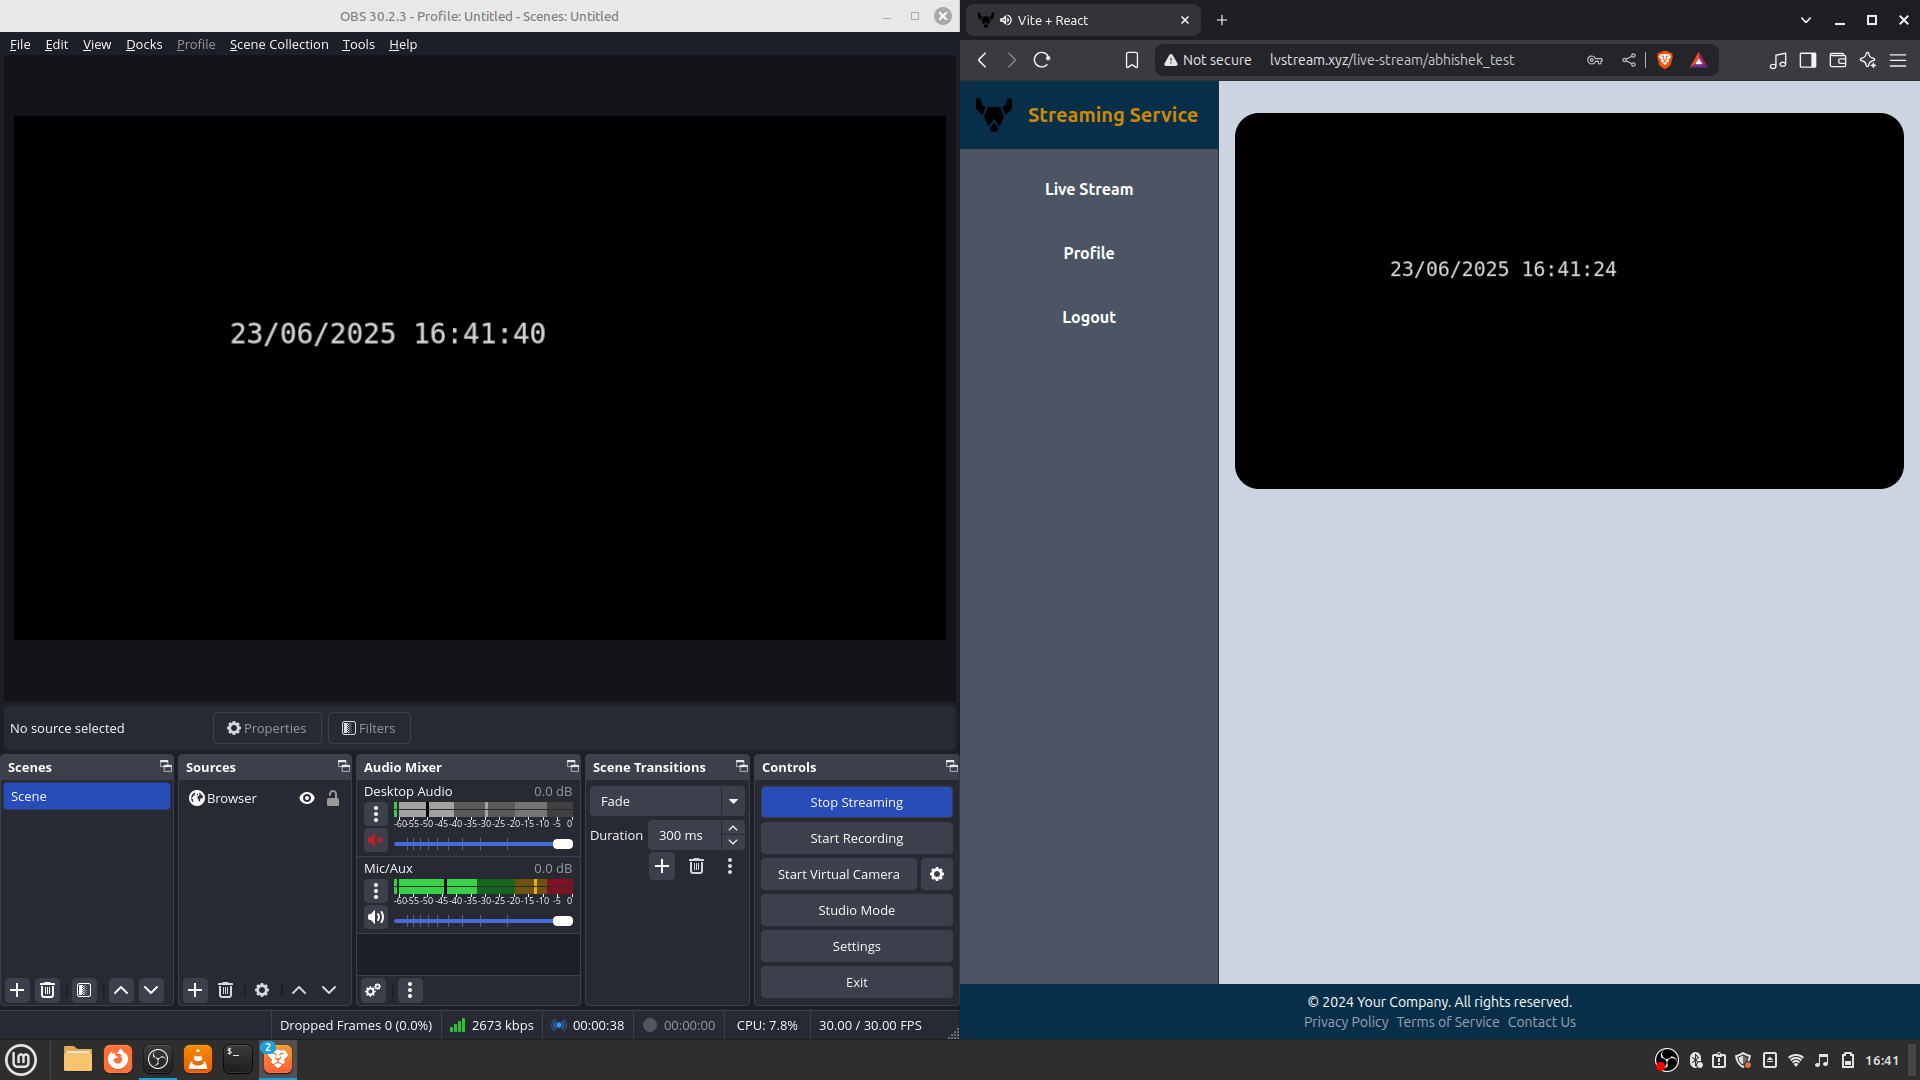 OBS 30.2.3 - Profile: Untitled - Scenes: Untitled
File Edit View Docks Profile Scene Collection Tools Help
23/06/2025 16:41:40
No source selected
Properties
Filters
Scenes
Scene
Sources
Browser
Audio Mixer
Desktop Audio 0.0 dB
-60-55-50-45-40-35-30-25-20-15-10 -5 0
Mic/Aux 0.0 dB
-60-55-50-45-40-35-30-25-20-15-10 -5 0
Scene Transitions
Fade
Duration 300 ms
Controls
Stop Streaming
Start Recording
Start Virtual Camera
Studio Mode
Settings
Exit
Dropped Frames 0 (0.0%) 2673 kbps 00:00:38 00:00:00 CPU: 7.8% 30.00 / 30.00 FPS
Vite + React
Not secure lvstream.xyz/live-stream/abhishek_test
Streaming Service
Live Stream
Profile
Logout
23/06/2025 16:41:24
© 2024 Your Company. All rights reserved.
Privacy Policy Terms of Service Contact Us
lm
$_
2
16:41